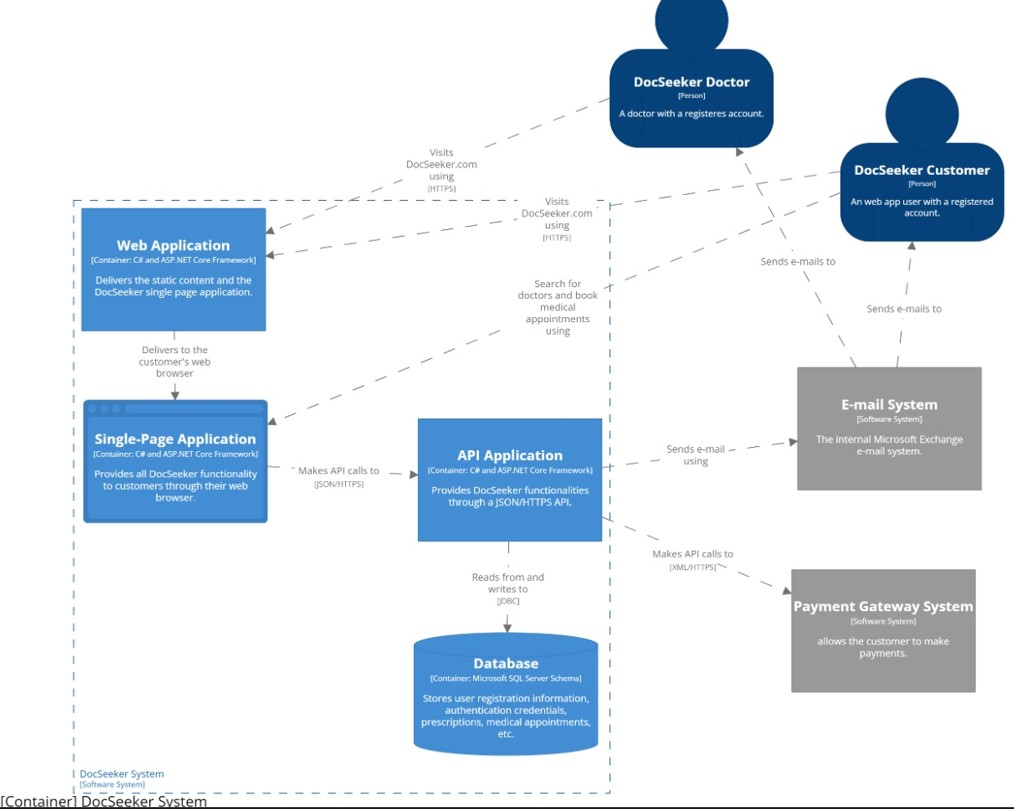 DocSeeker Doctor
[Person]
A doctor with a registeres account.
DocSeeker Customer
[Person]
An web app user with a registered
account.
Visits
DocSeeker.com
using
[HTTPS]
Visits
DocSeeker.com
using
[HTTPS]
Web Application
[Container: C# and ASP.NET Core Framework]
Delivers the static content and the
DocSeeker single page application.
Search for
doctors and book
medical
appointments
using
Sends e-mails to
Sends e-mails to
Delivers to the
customer's web
browser
Single-Page Application
[Container: C# and ASP.NET Core Framework]
Provides all DocSeeker functionality
to customers through their web
browser.
Makes API calls to
[JSON/HTTPS]
API Application
[Container: C# and ASP.NET Core Framework]
Provides DocSeeker functionalities
through a JSON/HTTPS API.
Sends e-mail
using
E-mail System
[Software System]
The internal Microsoft Exchange
e-mail system.
Makes API calls to
[XML/HTTPS]
Payment Gateway System
[Software System]
allows the customer to make
payments.
Reads from and
writes to
[JDBC]
Database
[Container: Microsoft SQL Server Schema]
Stores user registration information,
authentication credentials,
prescriptions, medical appointments,
etc.
DocSeeker System
[Software System]
[Container] DocSeeker System